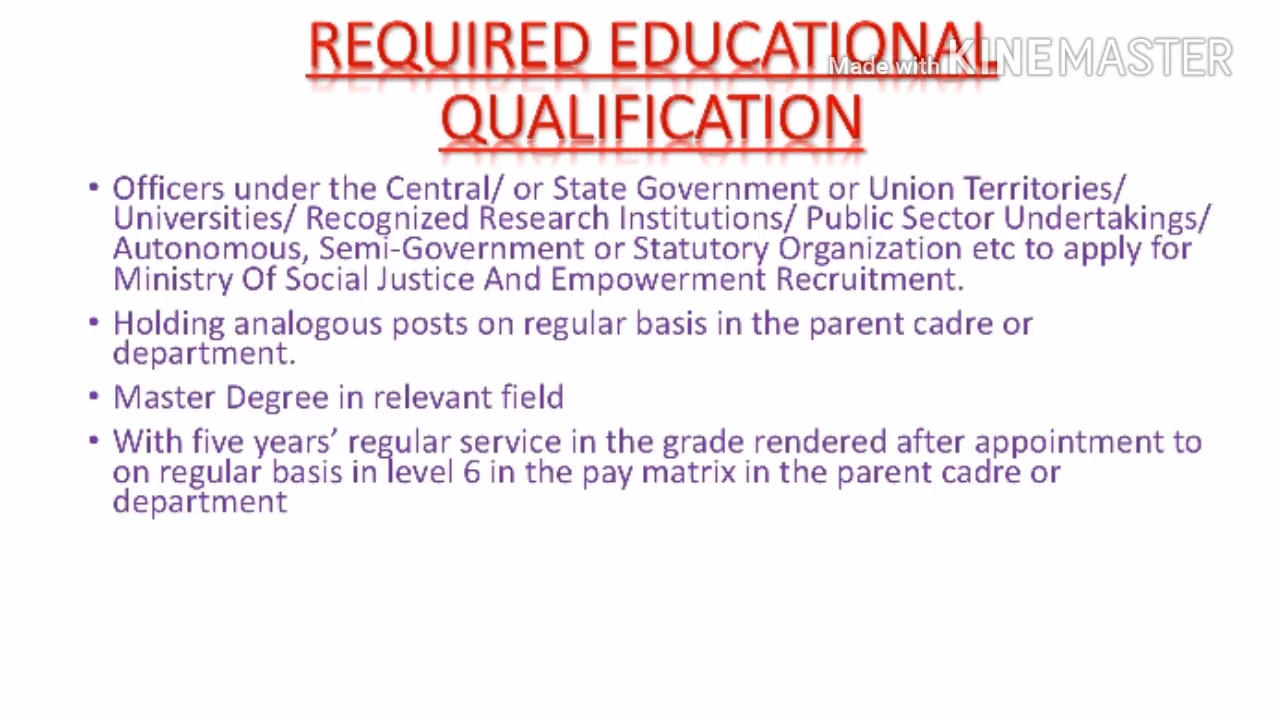 REQUIRED EDUCATIONAL
Made with KINEMASTER
QUALIFICATION
• Officers under the Central/ or State Government or Union Territories/
Universities/ Recognized Research Institutions/ Public Sector Undertakings/
Autonomous, Semi-Government or Statutory Organization etc to apply for
Ministry Of Social Justice And Empowerment Recruitment.
• Holding analogous posts on regular basis in the parent cadre or
department.
• Master Degree in relevant field
• With five years’ regular service in the grade rendered after appointment to
on regular basis in level 6 in the pay matrix in the parent cadre or
department